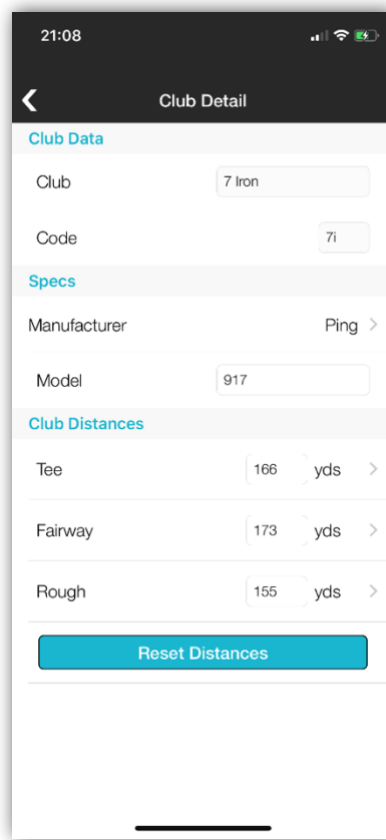 21:08
Club Detail
Club Data
Club 7 Iron
Code 7i
Specs
Manufacturer Ping
Model 917
Club Distances
Tee 166 yds
Fairway 173 yds
Rough 155 yds
Reset Distances